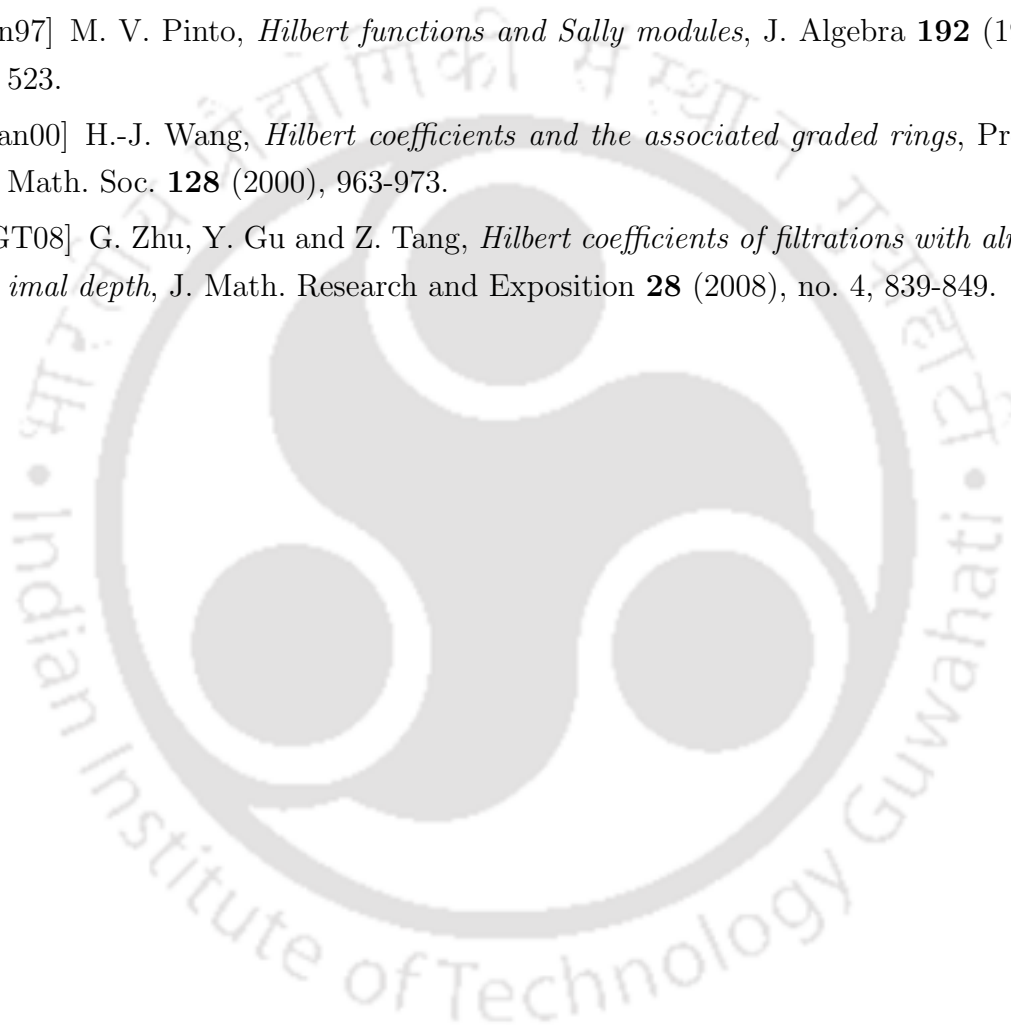 n97] M. V. Pinto, Hilbert functions and Sally modules, J. Algebra 192 (19
523.
an00] H.-J. Wang, Hilbert coefficients and the associated graded rings, Pr
Math. Soc. 128 (2000), 963-973.
GT08] G. Zhu, Y. Gu and Z. Tang, Hilbert coefficients of filtrations with alm
imal depth, J. Math. Research and Exposition 28 (2008), no. 4, 839-849.
Indian Institute of Technology Guwahati